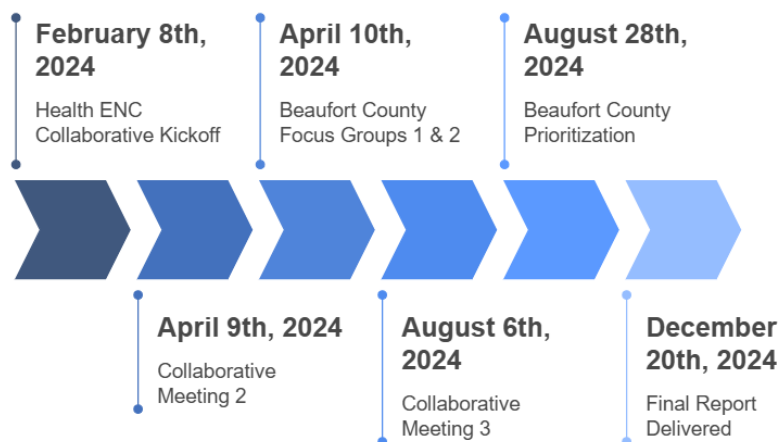 February 8th,
2024
Health ENC
Collaborative Kickoff
April 10th,
2024
Beaufort County
Focus Groups 1 & 2
August 28th,
2024
Beaufort County
Prioritization
April 9th, 2024
Collaborative
Meeting 2
August 6th,
2024
Collaborative
Meeting 3
December
20th, 2024
Final Report
Delivered